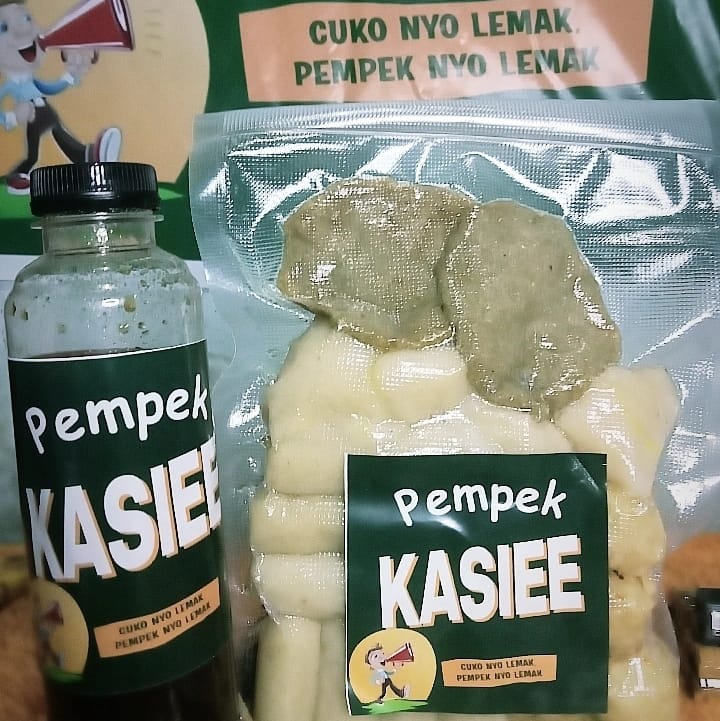 CUKO NYO LEMAK,
PEMPEK NYO LEMAK
Pempek
KASIEE
CUKO NYO LEMAK
PEMPEK NYO LEMAK
Pempek
KASIEE
CUKO NYO LEMAK,
PEMPEK NYO LEMAK
1